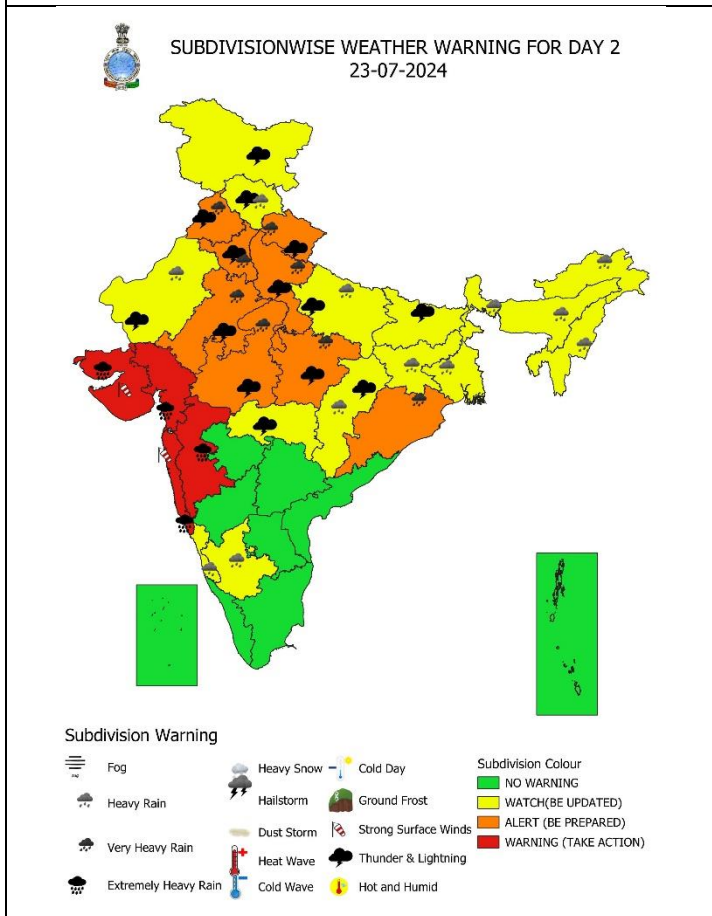 SUBDIVISIONWISE WEATHER WARNING FOR DAY 2
23-07-2024
Subdivision Warning
Fog
Heavy Rain
Very Heavy Rain
Extremely Heavy Rain
Heavy Snow
Hailstorm
Dust Storm
Heat Wave
Cold Wave
Cold Day
Ground Frost
Strong Surface Winds
Thunder & Lightning
Hot and Humid
Subdivision Colour
NO WARNING
WATCH(BE UPDATED)
ALERT (BE PREPARED)
WARNING (TAKE ACTION)